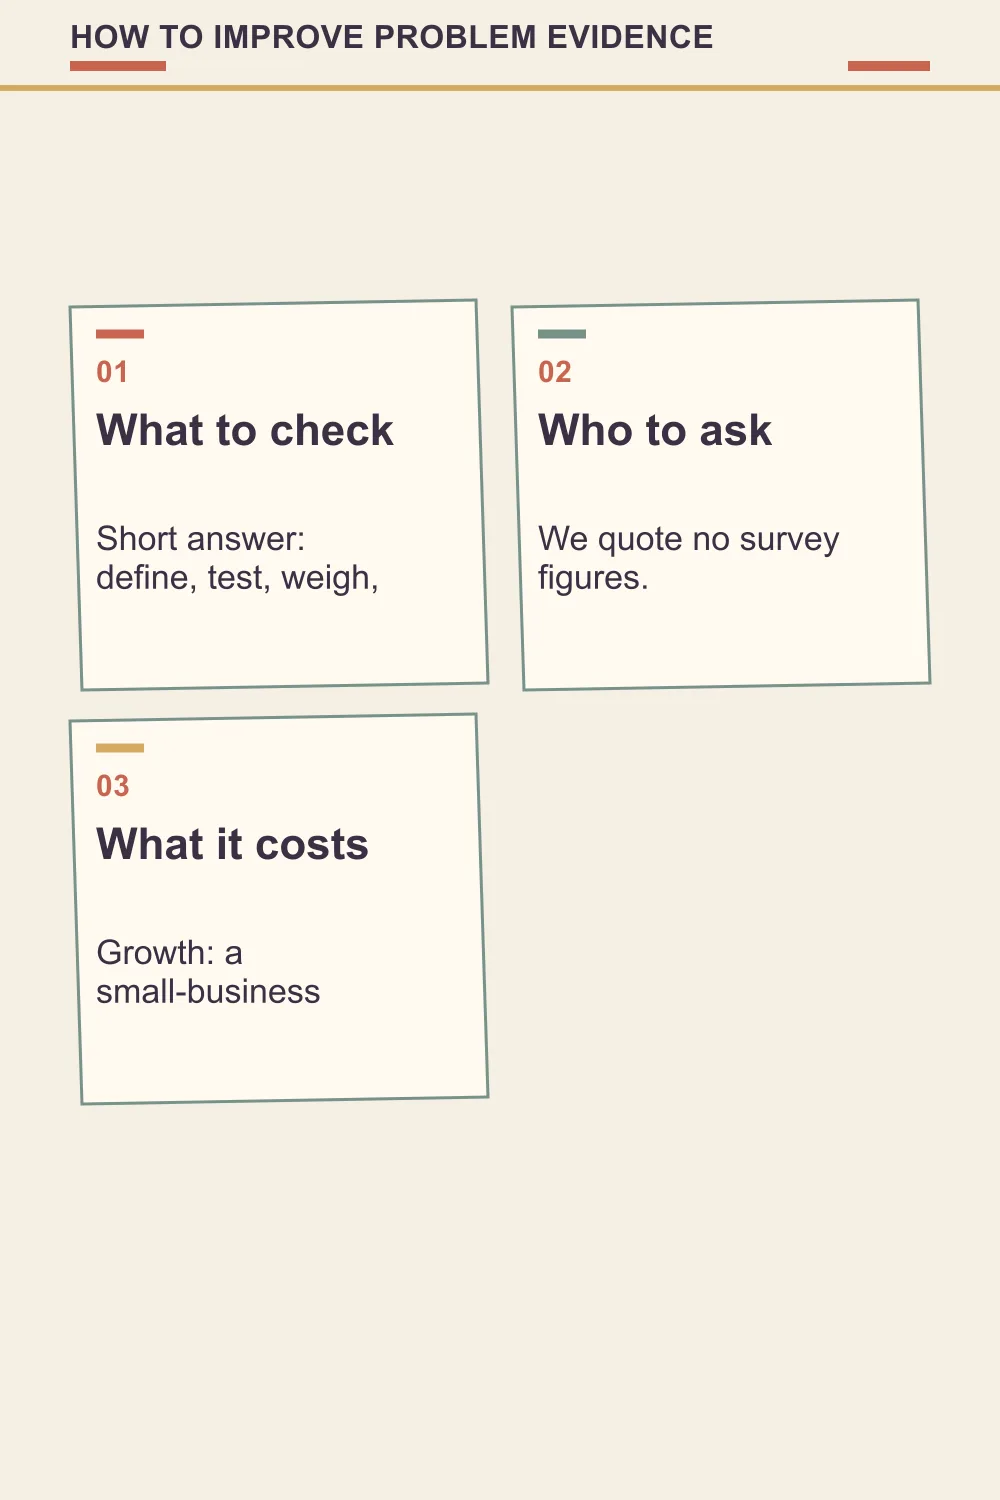 HOW TO IMPROVE PROBLEM EVIDENCE
01
What to check
Short answer:
define, test, weigh,
02
Who to ask
We quote no survey
figures.
03
What it costs
Growth: a
small-business